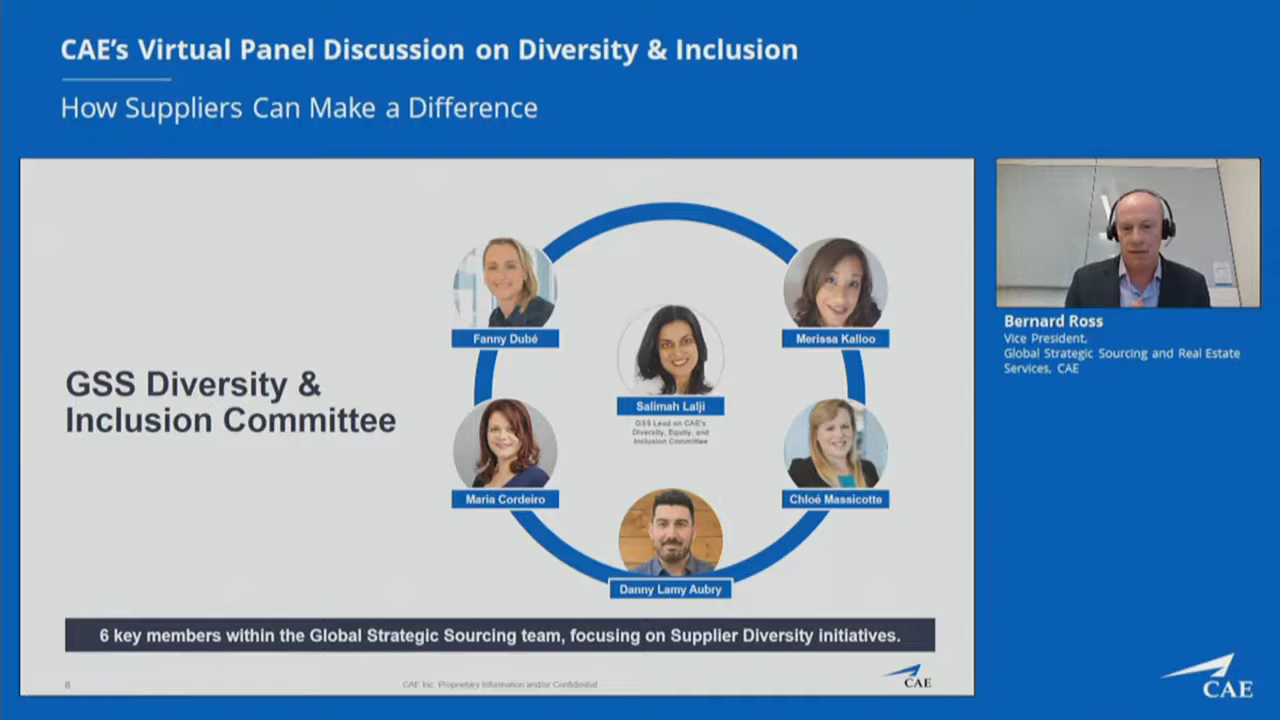 CAE’s Virtual Panel Discussion on Diversity & Inclusion
How Suppliers Can Make a Difference
GSS Diversity &
Inclusion Committee
Fanny Dubé
Merissa Kalloo
Salimah Lalji
GSS Lead on CAE's
Diversity, Equity, and
Inclusion Committee
Maria Cordeiro
Chloé Massicotte
Danny Lamy Aubry
6 key members within the Global Strategic Sourcing team, focusing on Supplier Diversity initiatives.
6
CAE Inc. Proprietary Information and/or Confidential
CAE
Bernard Ross
Vice President,
Global Strategic Sourcing and Real Estate
Services, CAE
CAE